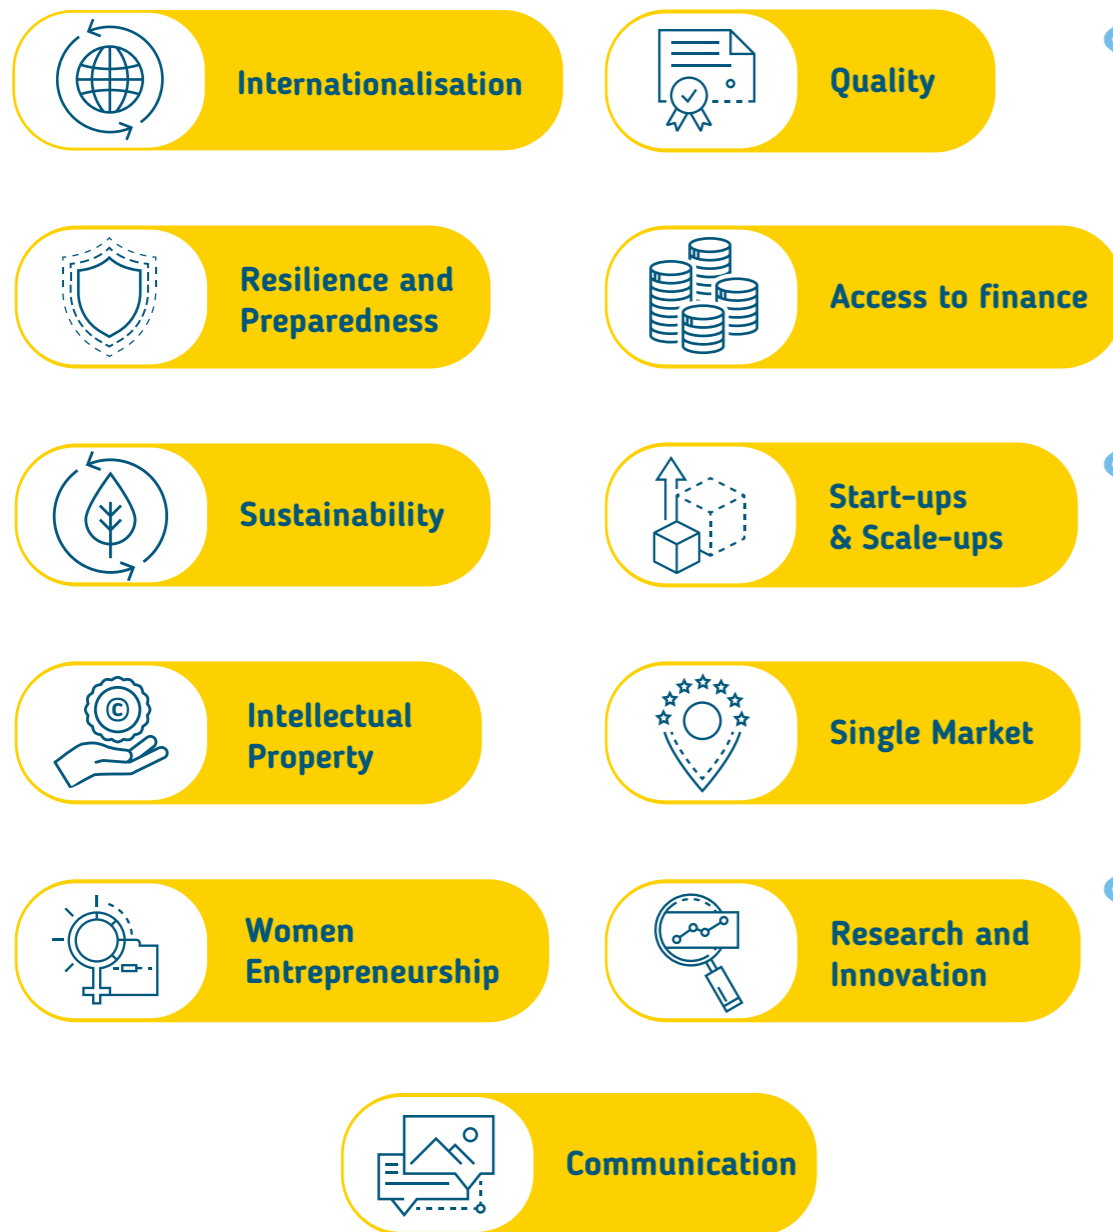 Internationalisation
Quality
Resilience and
Preparedness
Access to finance
Sustainability
Start-ups
& Scale-ups
Intellectual
Property
©
Single Market
Women
Entrepreneurship
Research and
Innovation
Communication